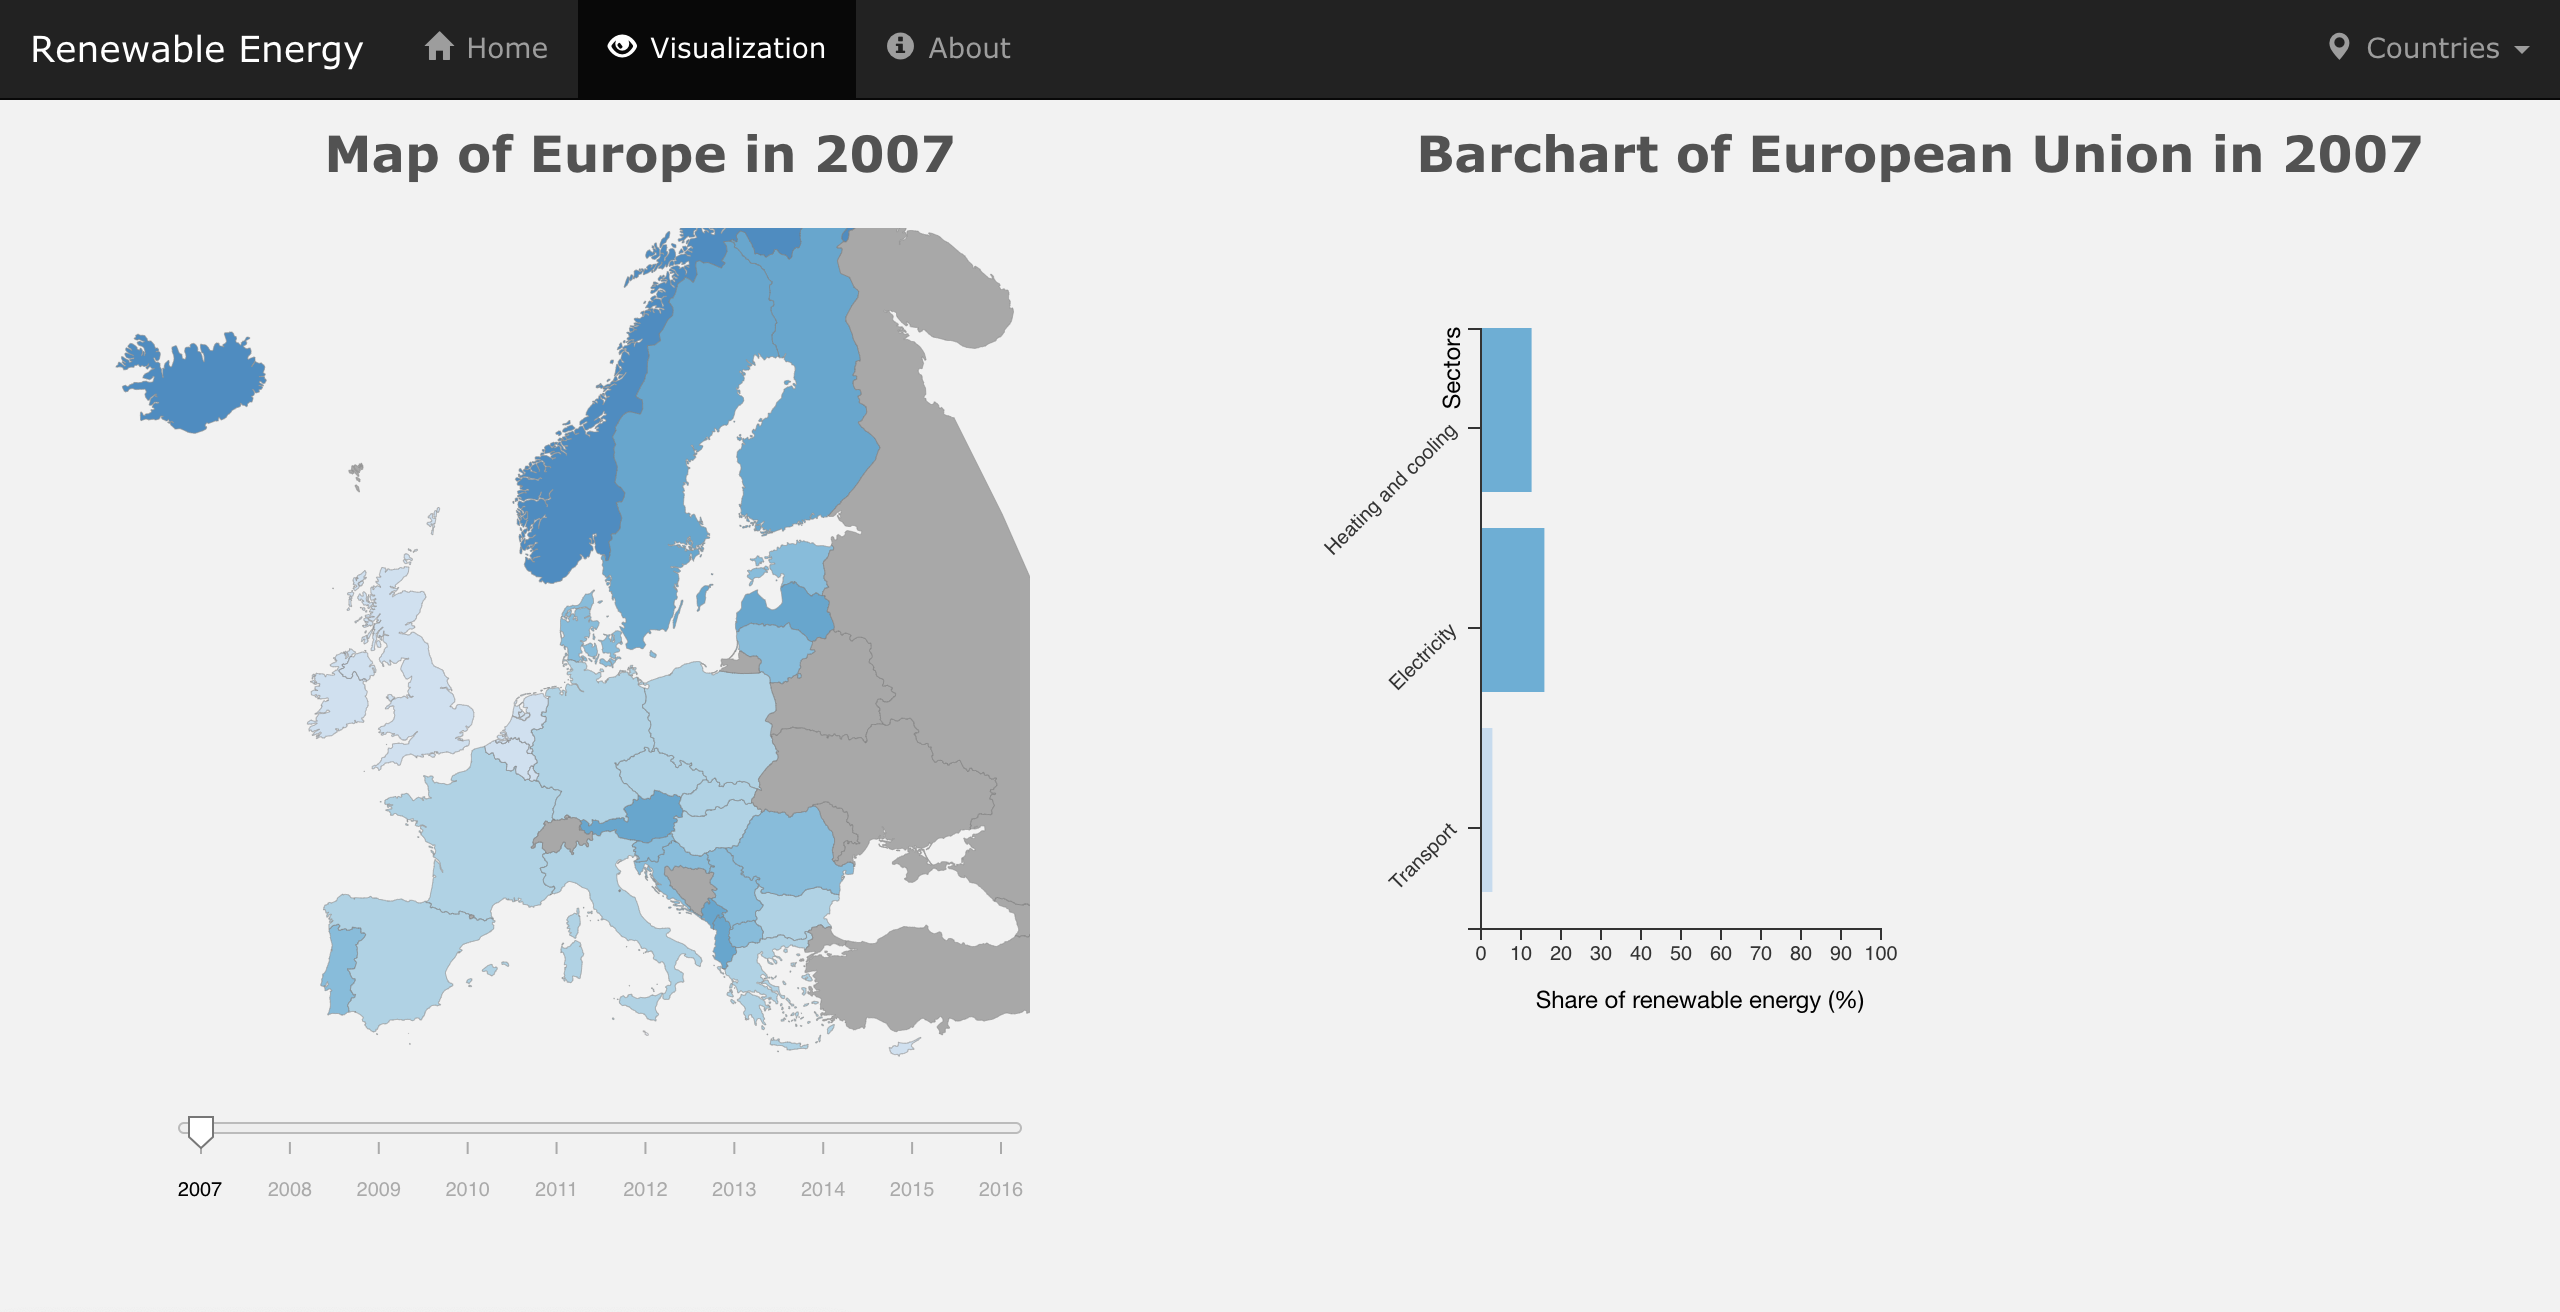 Renewable Energy Home Visualization About Countries
Map of Europe in 2007
Barchart of European Union in 2007
Sectors
Heating and cooling
Electricity
Transport
0 10 20 30 40 50 60 70 80 90 100
Share of renewable energy (%)
2007 2008 2009 2010 2011 2012 2013 2014 2015 2016